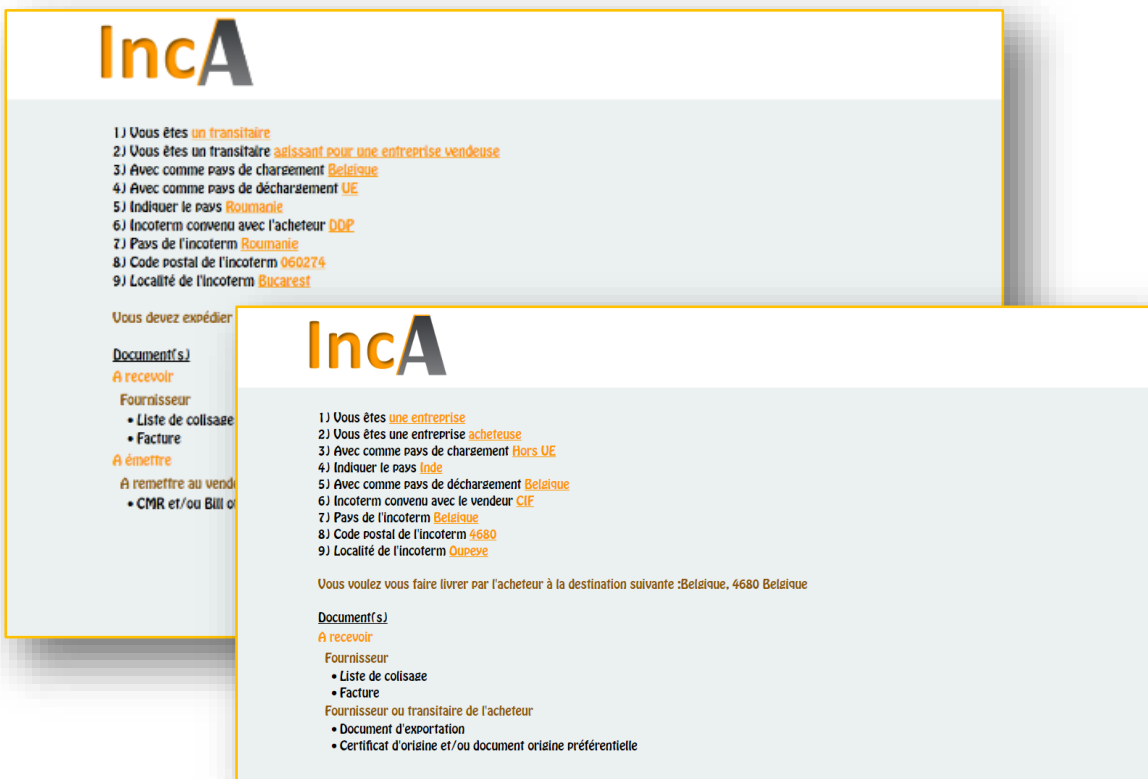 IncA
1) Vous êtes un transitaire
2) Vous êtes un transitaire agissant pour une entreprise vendeuse
3) Avec comme pays de chargement Belgique
4) Avec comme pays de déchargement UE
5) Indiquer le pays Roumanie
6) Incoterm convenu avec l'acheteur DDP
7) Pays de l'incoterm Roumanie
8) Code postal de l'incoterm 060274
9) Localité de l'incoterm Bucarest
Vous devez expédier
Document(s)
A recevoir
Fournisseur
• Liste de colisage
• Facture
A émettre
A remettre au vende
• CMR et/ou Bill o
IncA
1) Vous êtes une entreprise
2) Vous êtes une entreprise acheteuse
3) Avec comme pays de chargement Hors UE
4) Indiquer le pays Inde
5) Avec comme pays de déchargement Belgique
6) Incoterm convenu avec le vendeur CIF
7) Pays de l'incoterm Belgique
8) Code postal de l'incoterm 4680
9) Localité de l'incoterm Oupeye
Vous voulez vous faire livrer par l'acheteur à la destination suivante :Belgique, 4680 Belgique
Document(s)
A recevoir
Fournisseur
• Liste de colisage
• Facture
Fournisseur ou transitaire de l'acheteur
• Document d'exportation
• Certificat d'origine et/ou document origine préférentielle